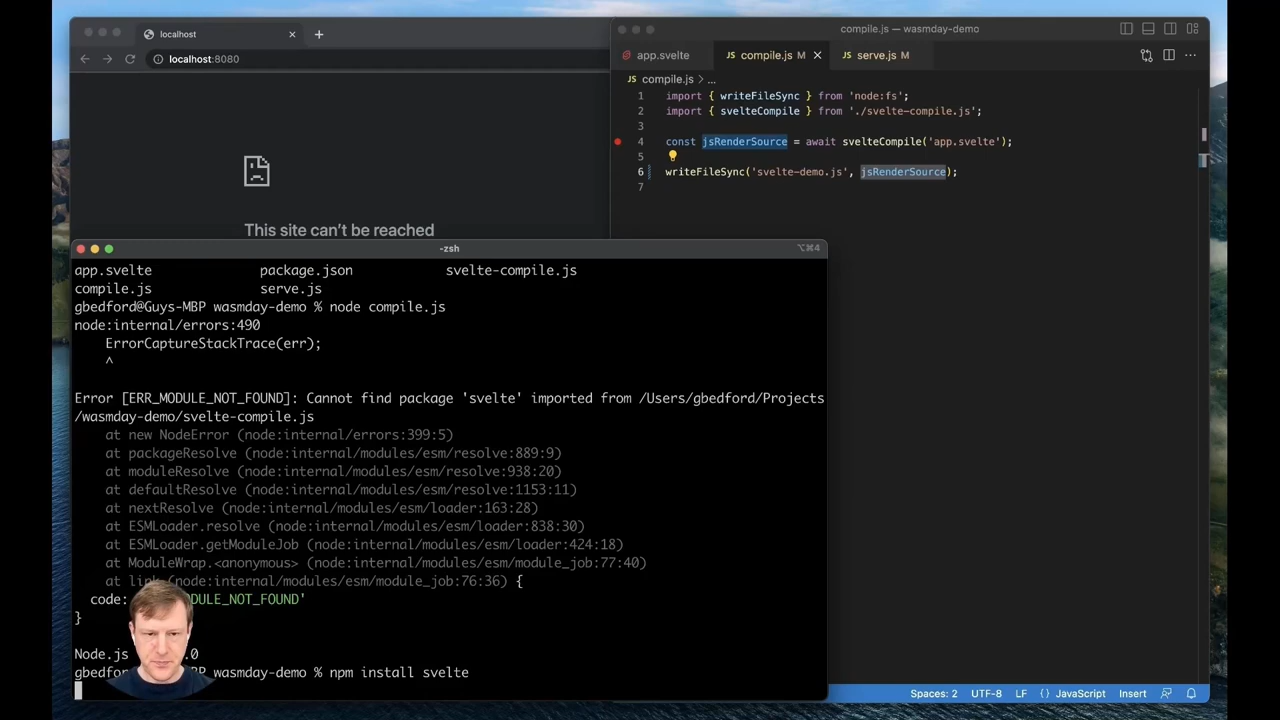 localhost
localhost:8080
This site can't be reached
compile.js — wasmday-demo
app.svelte
JS compile.js M
JS serve.js M
JS compile.js > ...
1 import { writeFileSync } from 'node:fs';
2 import { svelteCompile } from './svelte-compile.js';
3
4 const jsRenderSource = await svelteCompile('app.svelte');
5
6 writeFileSync('svelte-demo.js', jsRenderSource);
7
-zsh
⌥⌘4
app.svelte package.json svelte-compile.js
compile.js serve.js
gbedford@Guys-MBP wasmday-demo % node compile.js
node:internal/errors:490
ErrorCaptureStackTrace(err);
^
Error [ERR_MODULE_NOT_FOUND]: Cannot find package 'svelte' imported from /Users/gbedford/Projects
/wasmday-demo/svelte-compile.js
at new NodeError (node:internal/errors:399:5)
at packageResolve (node:internal/modules/esm/resolve:889:9)
at moduleResolve (node:internal/modules/esm/resolve:938:20)
at defaultResolve (node:internal/modules/esm/resolve:1153:11)
at nextResolve (node:internal/modules/esm/loader:163:28)
at ESMLoader.resolve (node:internal/modules/esm/loader:838:30)
at ESMLoader.getModuleJob (node:internal/modules/esm/loader:424:18)
at ModuleWrap.<anonymous> (node:internal/modules/esm/module_job:77:40)
at link (node:internal/modules/esm/module_job:76:36) {
code: DULE_NOT_FOUND'
}
Node.js .0
gbedford MBP wasmday-demo % npm install svelte
Spaces: 2 UTF-8 LF {} JavaScript Insert